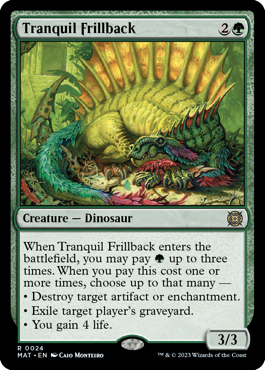 Tranquil Frillback 2
Creature — Dinosaur
When Tranquil Frillback enters the
battlefield, you may pay up to three
times. When you pay this cost one or
more times, choose up to that many —
• Destroy target artifact or enchantment.
• Exile target player's graveyard.
• You gain 4 life.
3/3
R 0024
MAT • EN Caio Monteiro
™ & © 2023 Wizards of the Coast